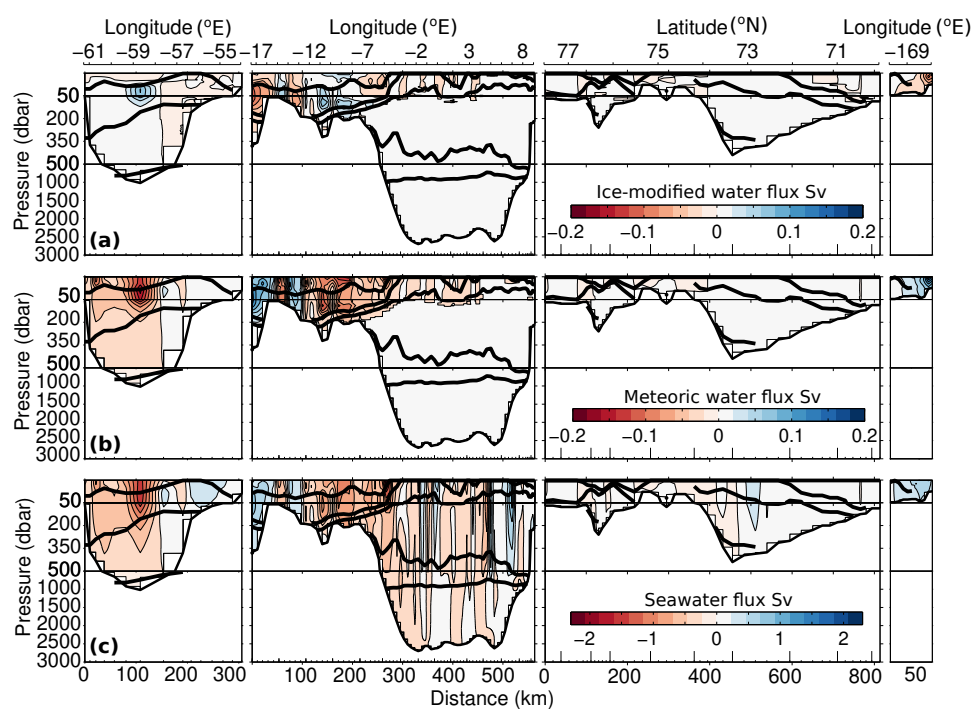 Longitude (°E) Longitude (°E) Latitude (°N) Longitude (°E)
−61 −59 −57 −55 −17 −12 −7 −2 3 8 77 75 73 71 −169
Pressure (dbar)
50
200
350
500
1000
1500
2000
2500
3000
(a)
Ice-modified water flux Sv
−0.2 −0.1 0 0.1 0.2
Pressure (dbar)
50
200
350
500
1000
1500
2000
2500
3000
(b)
Meteoric water flux Sv
−0.2 −0.1 0 0.1 0.2
Pressure (dbar)
50
200
350
500
1000
1500
2000
2500
3000
(c)
Seawater flux Sv
−2 −1 0 1 2
0 100 200 300 100 200 300 400 500 0 200 400 600 800 50
Distance (km)